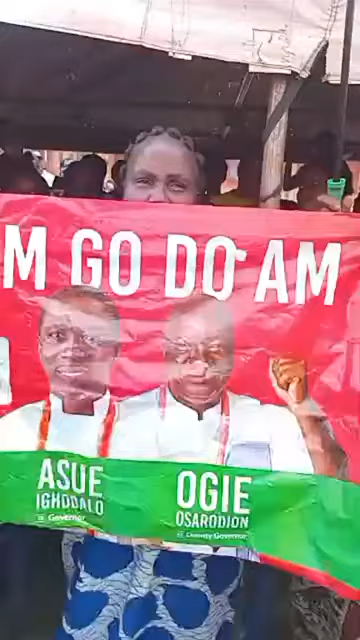 M GO DO AM
ASUE
IGHODALO
Governor
OGIE
OSARODION
Deputy Governor